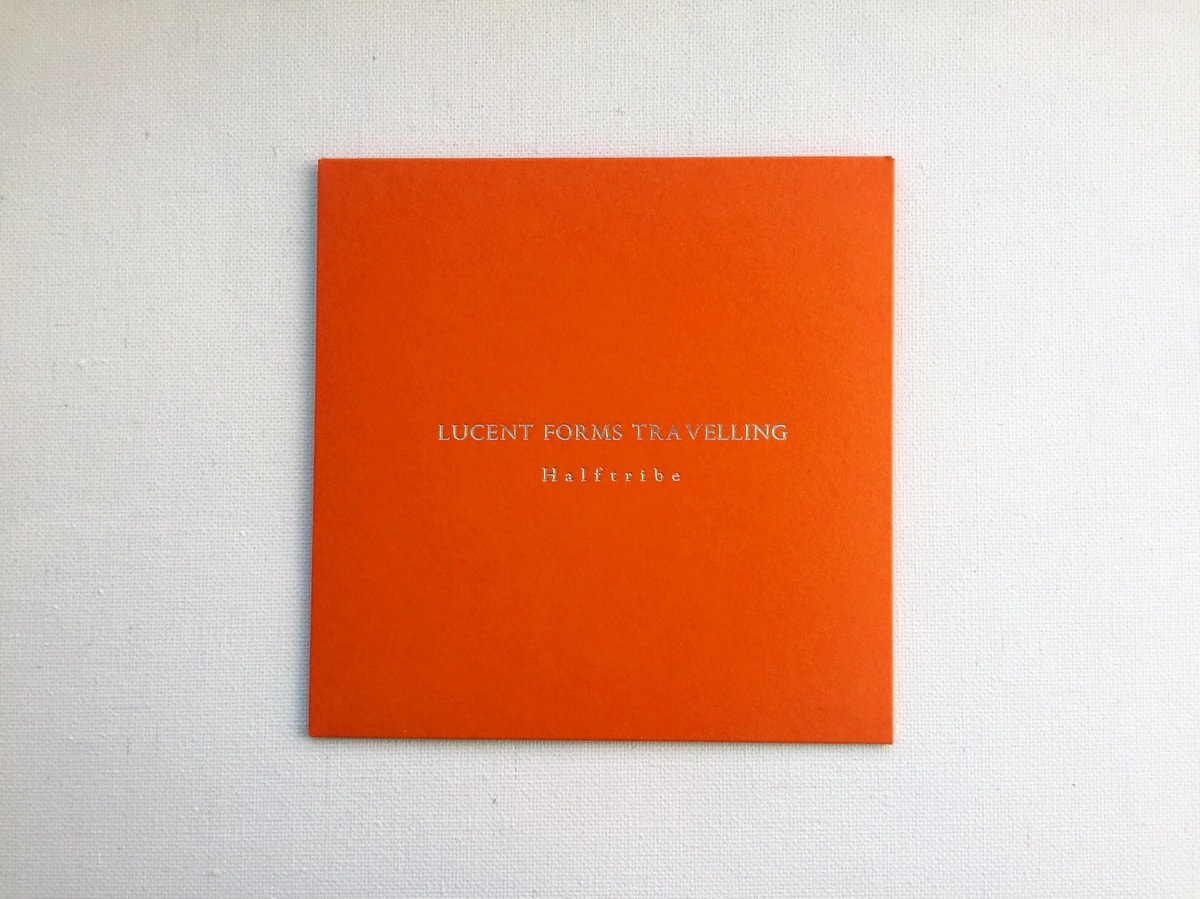 LUCENT FORMS TRAVELLING
Halftribe